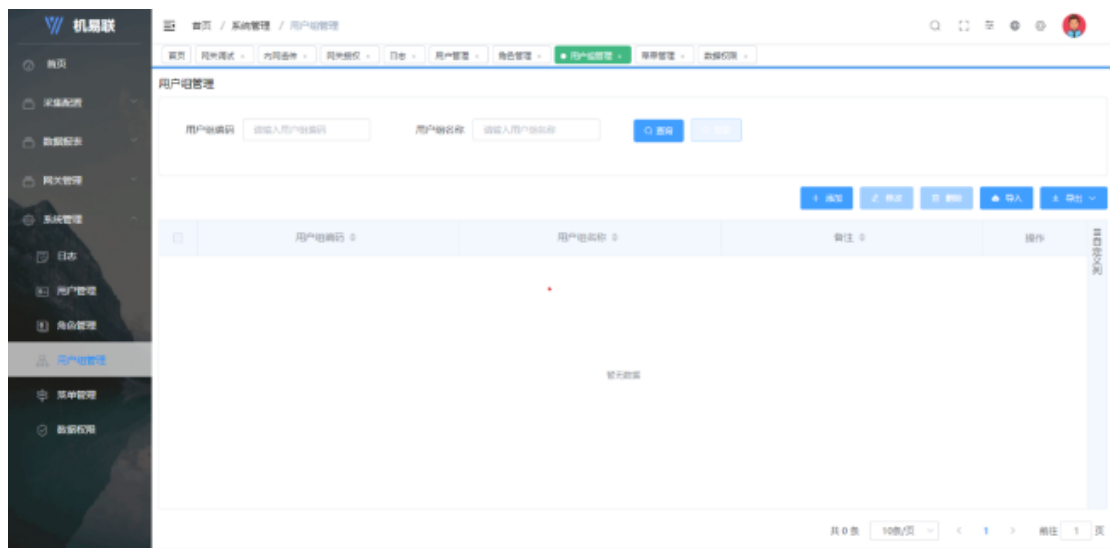 机易联
首页 / 系统管理 / 用户组管理
首页 网关调试 内网遥传 网关授权 日志 用户管理 角色管理 用户组管理 菜单管理 数据权限
首页
采集配置
数据报表
网关管理
系统管理
日志
用户管理
角色管理
用户组管理
菜单管理
数据权限
用户组管理
用户组编码 请输入用户组编码 用户组名称 请输入用户组名称 查询
添加 修改 删除 导入 导出
用户组编码 用户组名称 备注 操作
暂无数据
共 0 条 10条/页 1 前往 1 页